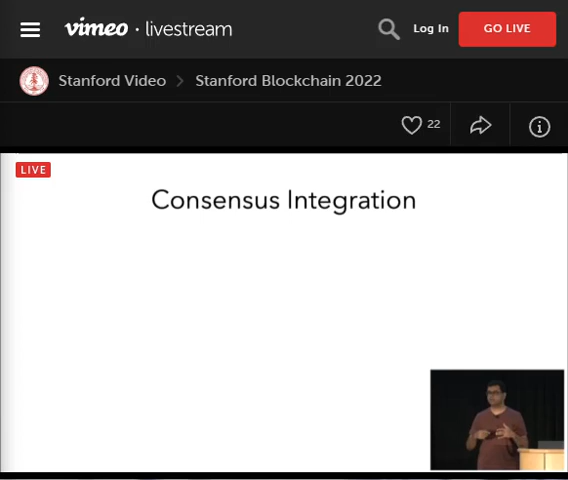 vimeo · livestream
Log In
GO LIVE
Stanford Video > Stanford Blockchain 2022
22
LIVE
Consensus Integration